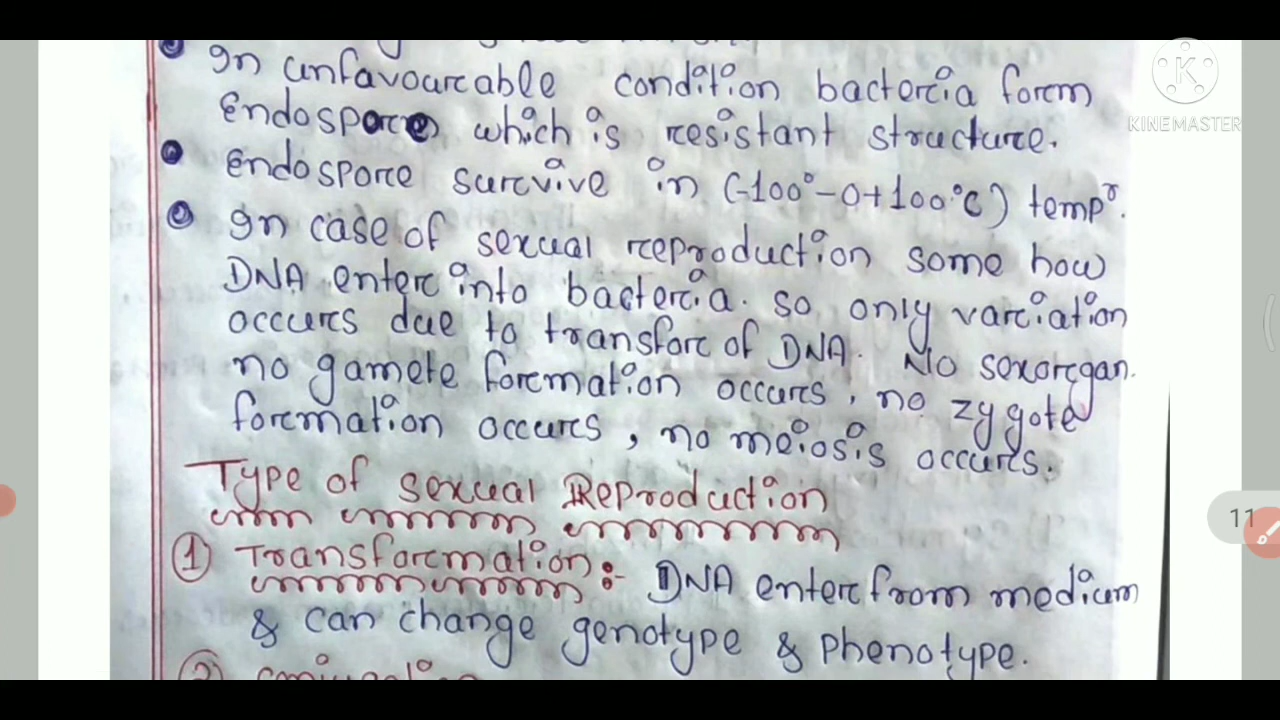 In unfavourable condition bacteria form
Endospore which is resistant structure.
Endospore survive in (-100° - 0 + 100°C) tempr.
In case of sexual reproduction some how
DNA enter into bacteria. so only variation
occurs due to transfor of DNA. No sexorgan.
no gamete formation occurs, no zygote
formation occurs, no meiosis occurs.
Type of sexual Reproduction
① Transformation:- DNA enter from medium
& can change genotype & phenotype.
② conjugation
K
KINEMASTER
11